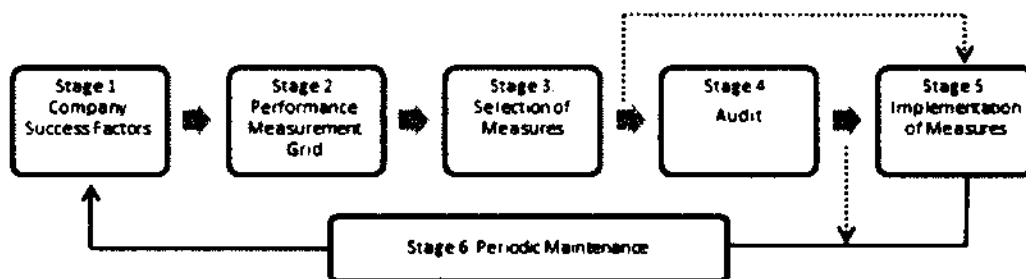 Stage 1
Company
Success Factors
Stage 2
Performance
Measurement
Grid
Stage 3.
Selection of
Measures
Stage 4
Audit
Stage 5
Implementation
of Measures
Stage 6 Periodic Maintenance